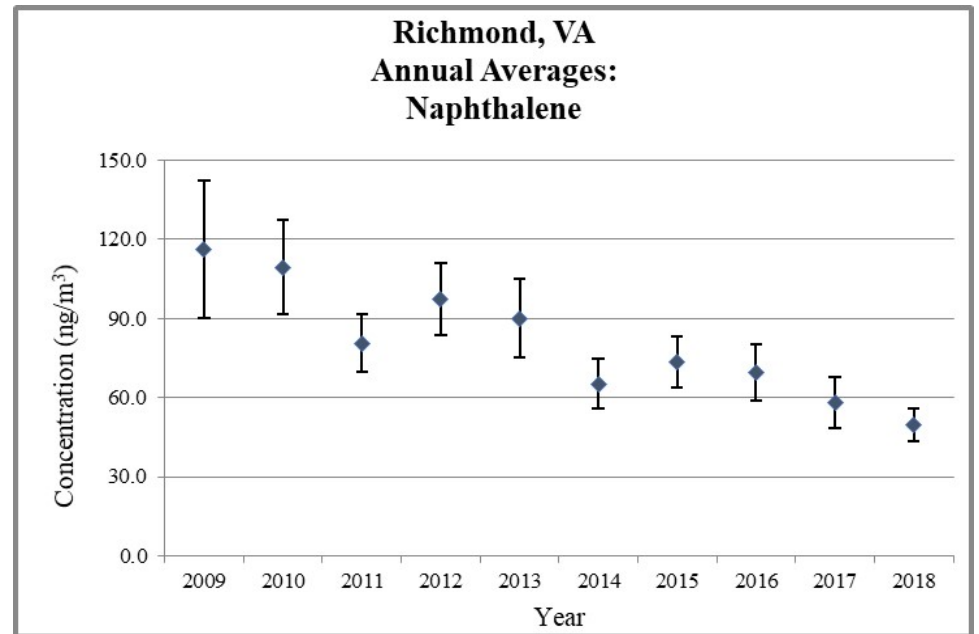 Richmond, VA
Annual Averages:
Naphthalene
Concentration (ng/m³)
150.0
120.0
90.0
60.0
30.0
0.0
2009 2010 2011 2012 2013 2014 2015 2016 2017 2018
Year